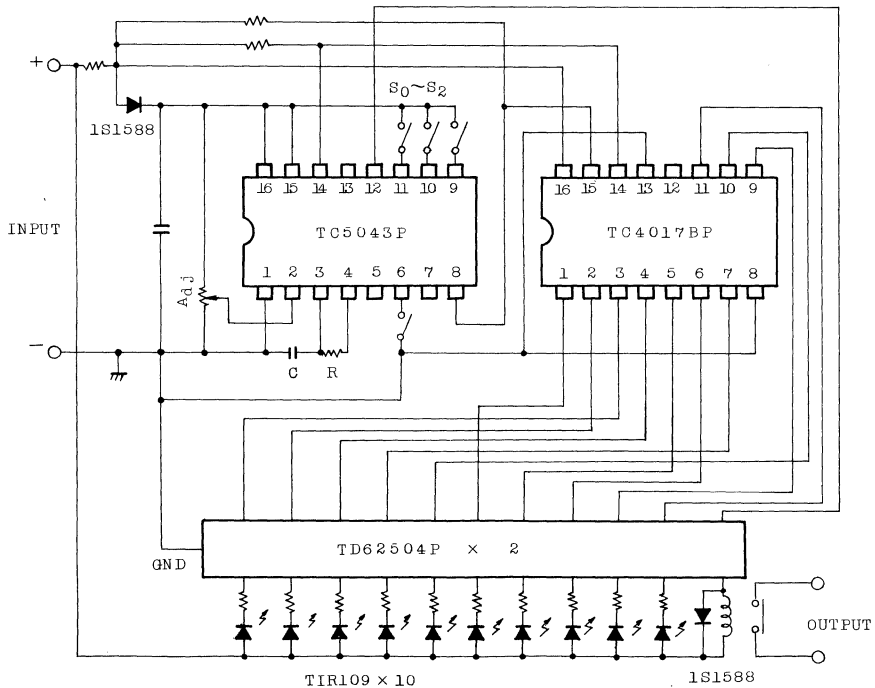 +
S0~S2
1S1588
16 15 14 13 12 11 10 9
16 15 14 13 12 11 10 9
INPUT
TC5043P
TC4017BP
1 2 3 4 5 6 7 8
1 2 3 4 5 6 7 8
Adj
−
C R
TD62504P × 2
GND
OUTPUT
TIR109 × 10
1S1588